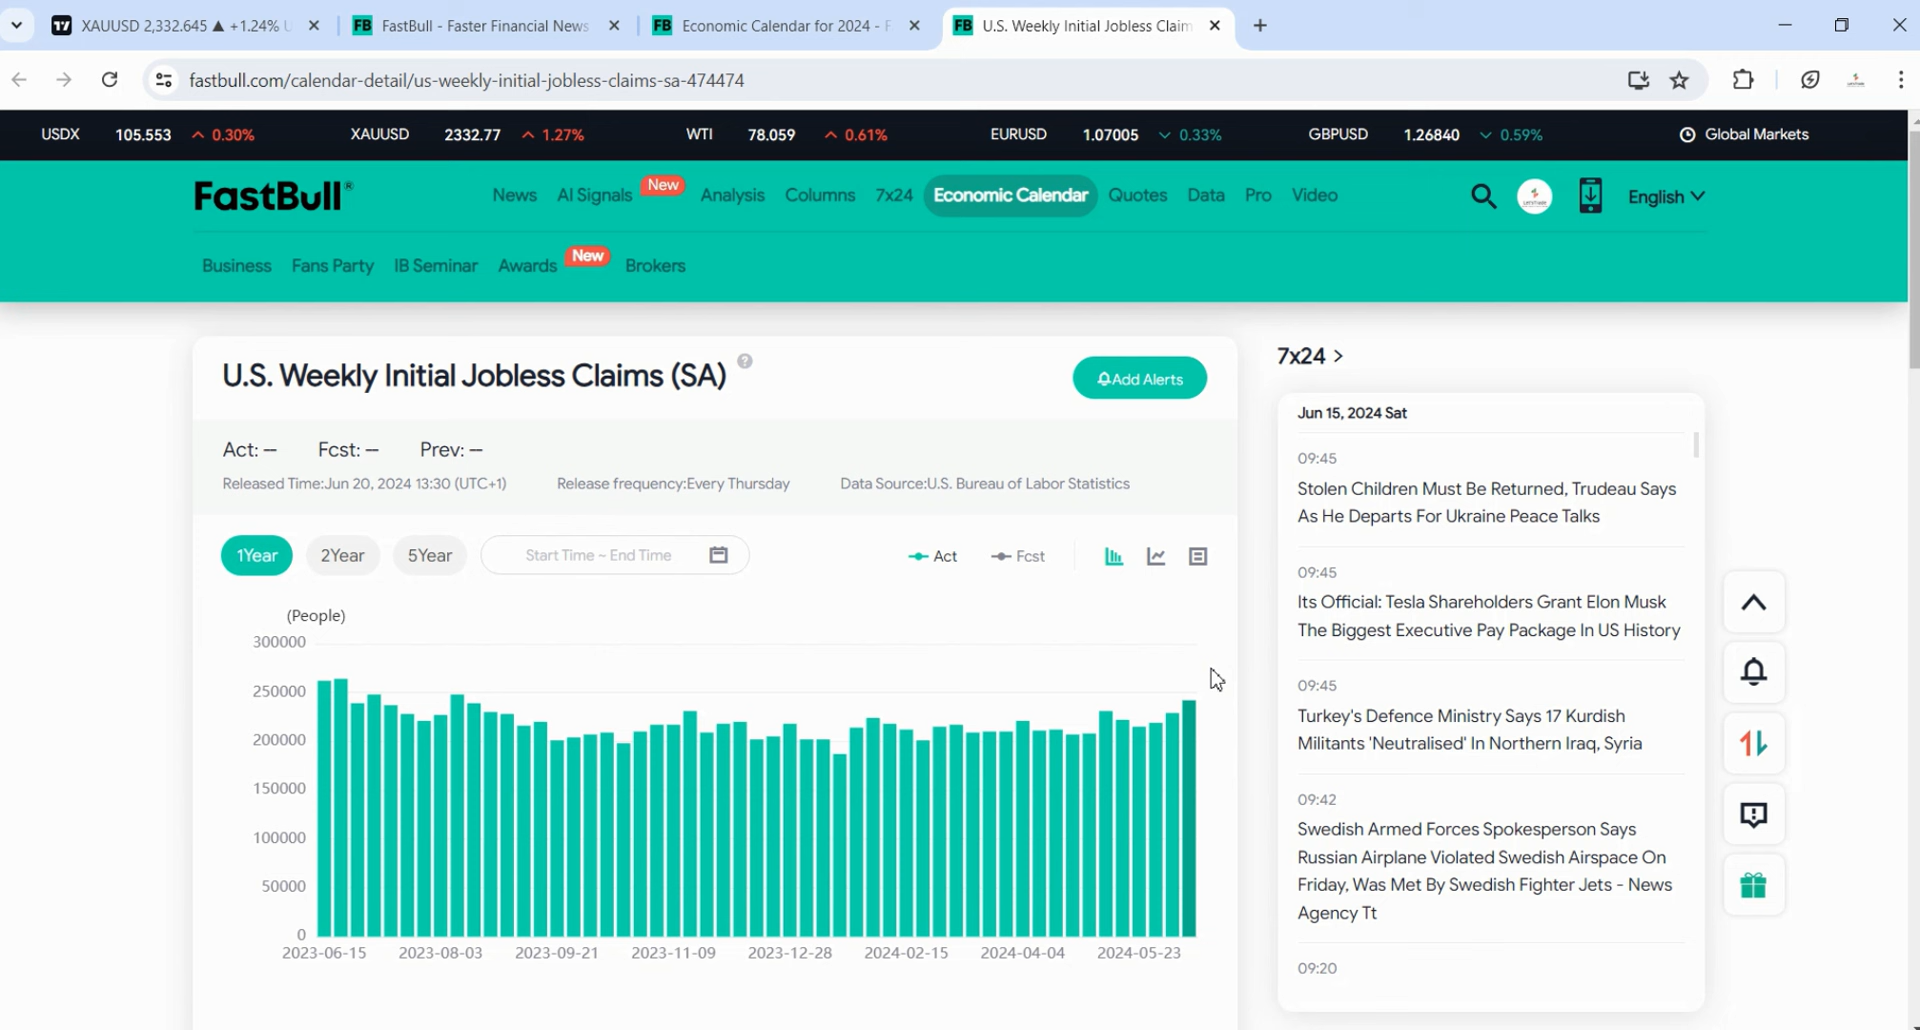 XAUUSD 2,332.645 ▲ +1.24% U
FB FastBull - Faster Financial News
FB Economic Calendar for 2024 - F
FB U.S. Weekly Initial Jobless Claim
fastbull.com/calendar-detail/us-weekly-initial-jobless-claims-sa-474474
USDX 105.553 0.30% XAUUSD 2332.77 1.27% WTI 78.059 0.61% EURUSD 1.07005 0.33% GBPUSD 1.26840 0.59% Global Markets
FastBull® News AI Signals New Analysis Columns 7x24 Economic Calendar Quotes Data Pro Video English
Business Fans Party IB Seminar Awards New Brokers
U.S. Weekly Initial Jobless Claims (SA) ?
Add Alerts
Act: -- Fcst: -- Prev: --
Released Time:Jun 20, 2024 13:30 (UTC+1) Release frequency:Every Thursday Data Source:U.S. Bureau of Labor Statistics
1Year 2Year 5Year Start Time ~ End Time Act Fcst
(People)
300000
250000
200000
150000
100000
50000
0
2023-06-15 2023-08-03 2023-09-21 2023-11-09 2023-12-28 2024-02-15 2024-04-04 2024-05-23
7x24 >
Jun 15, 2024 Sat
09:45
Stolen Children Must Be Returned, Trudeau Says
As He Departs For Ukraine Peace Talks
09:45
Its Official: Tesla Shareholders Grant Elon Musk
The Biggest Executive Pay Package In US History
09:45
Turkey's Defence Ministry Says 17 Kurdish
Militants 'Neutralised' In Northern Iraq, Syria
09:42
Swedish Armed Forces Spokesperson Says
Russian Airplane Violated Swedish Airspace On
Friday, Was Met By Swedish Fighter Jets - News
Agency Tt
09:20